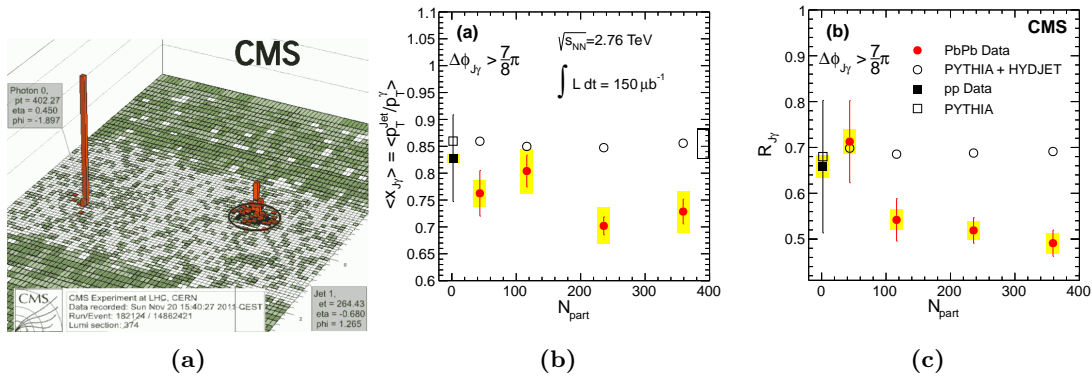 CMS
Photon 0,
pt = 402.27
eta = 0.450
phi = -1.897
CMS
CMS Experiment at LHC, CERN
Data recorded: Sun Nov 20 15:40:27 2011 CEST
Run/Event: 182124 / 14862421
Lumi section: 374
Jet 1,
et = 264.43
eta = -0.680
phi = 1.265
(a)
(a)
√s_NN=2.76 TeV
Δϕ_Jγ > 7/8 π
∫ L dt = 150 μb⁻¹
<x_Jγ> = <p_T^Jet/p_T^γ>
1.1
1.05
1
0.95
0.9
0.85
0.8
0.75
0.7
0.65
0.6
0 100 200 300 400
N_part
(b)
(b)
CMS
Δϕ_Jγ > 7/8 π
PbPb Data
PYTHIA + HYDJET
pp Data
PYTHIA
R_Jγ
1
0.9
0.8
0.7
0.6
0.5
0 100 200 300 400
N_part
(c)